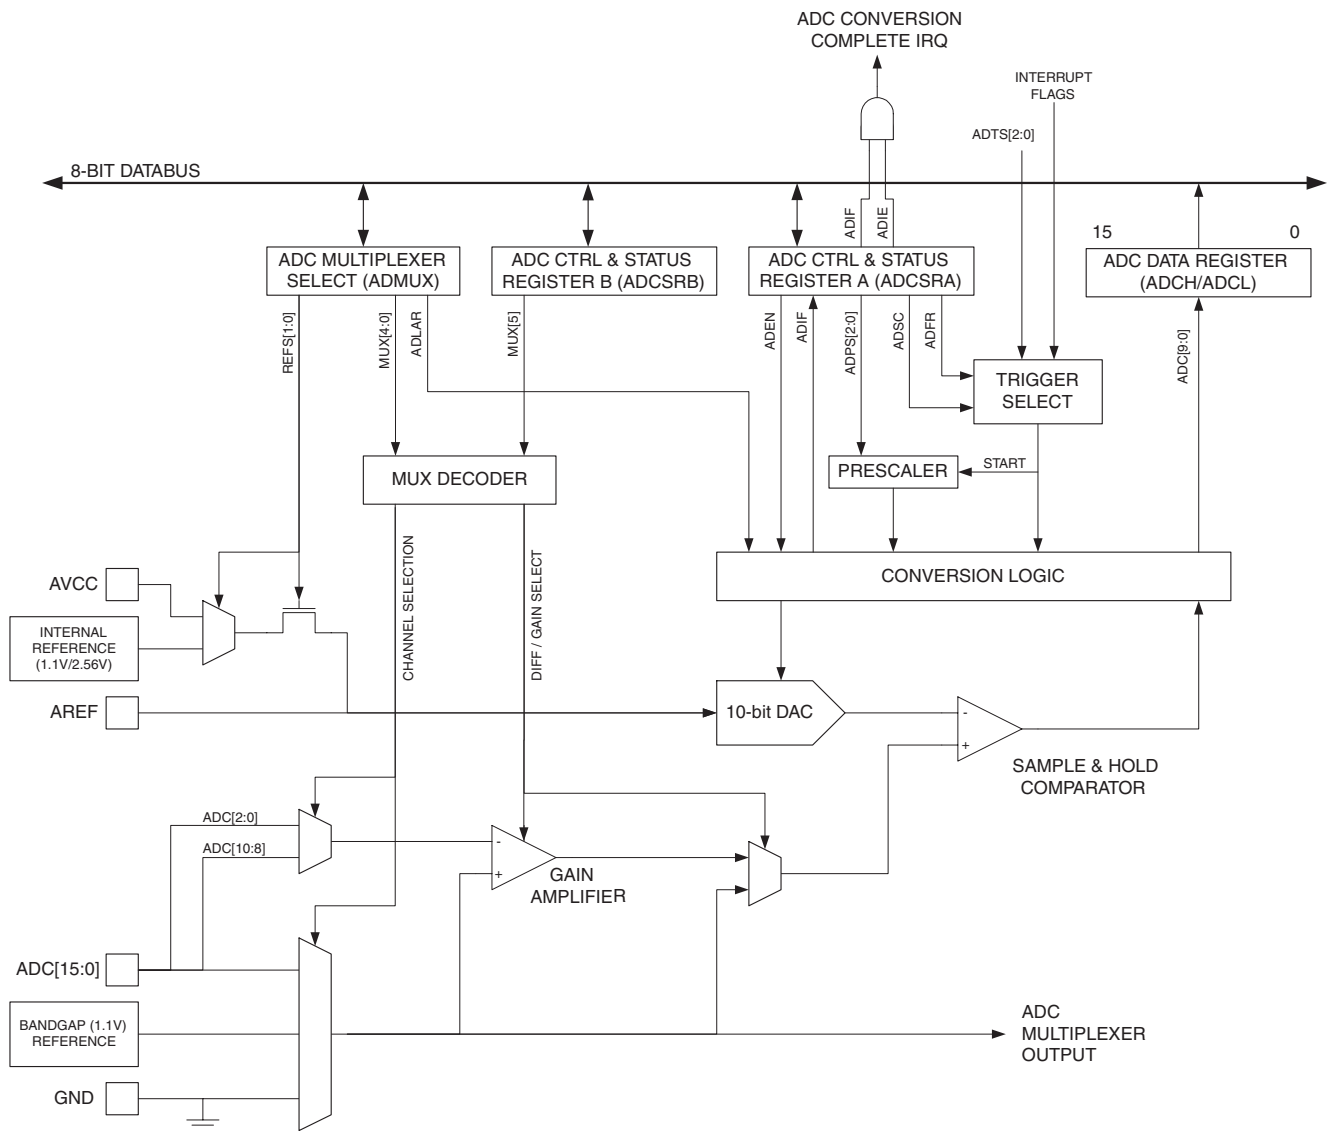 ADC CONVERSION
COMPLETE IRQ
INTERRUPT
FLAGS
ADTS[2:0]
8-BIT DATABUS
ADIF
ADIE
15
0
ADC MULTIPLEXER
SELECT (ADMUX)
ADC CTRL & STATUS
REGISTER B (ADCSRB)
ADC CTRL & STATUS
REGISTER A (ADCSRA)
ADC DATA REGISTER
(ADCH/ADCL)
REFS[1:0]
MUX[4:0]
ADLAR
MUX[5]
ADEN
ADIF
ADPS[2:0]
ADSC
ADFR
ADC[9:0]
TRIGGER
SELECT
MUX DECODER
PRESCALER
START
CHANNEL SELECTION
DIFF / GAIN SELECT
CONVERSION LOGIC
AVCC
INTERNAL
REFERENCE
(1.1V/2.56V)
AREF
10-bit DAC
-
+
SAMPLE & HOLD
COMPARATOR
ADC[2:0]
ADC[10:8]
-
+
GAIN
AMPLIFIER
ADC[15:0]
BANDGAP (1.1V)
REFERENCE
ADC
MULTIPLEXER
OUTPUT
GND